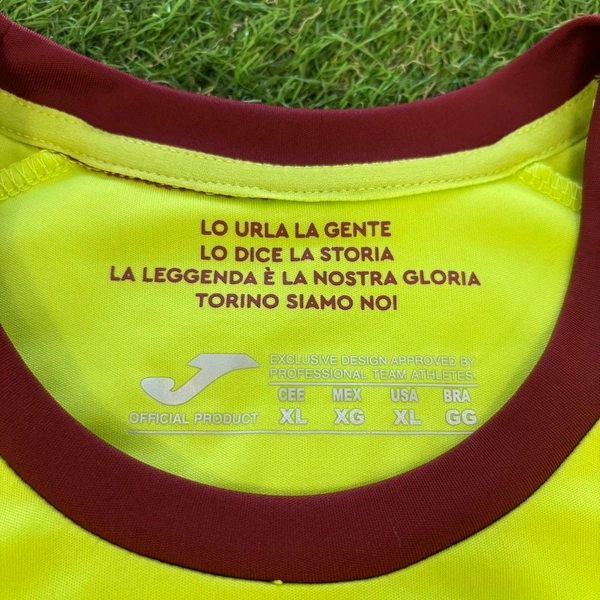 LO URLA LA GENTE
LO DICE LA STORIA
LA LEGGENDA È LA NOSTRA GLORIA
TORINO SIAMO NOI
EXCLUSIVE DESIGN APPROVED BY
PROFESSIONAL TEAM ATHLETES
CEE MEX USA BRA
OFFICIAL PRODUCT XL XG XL GG